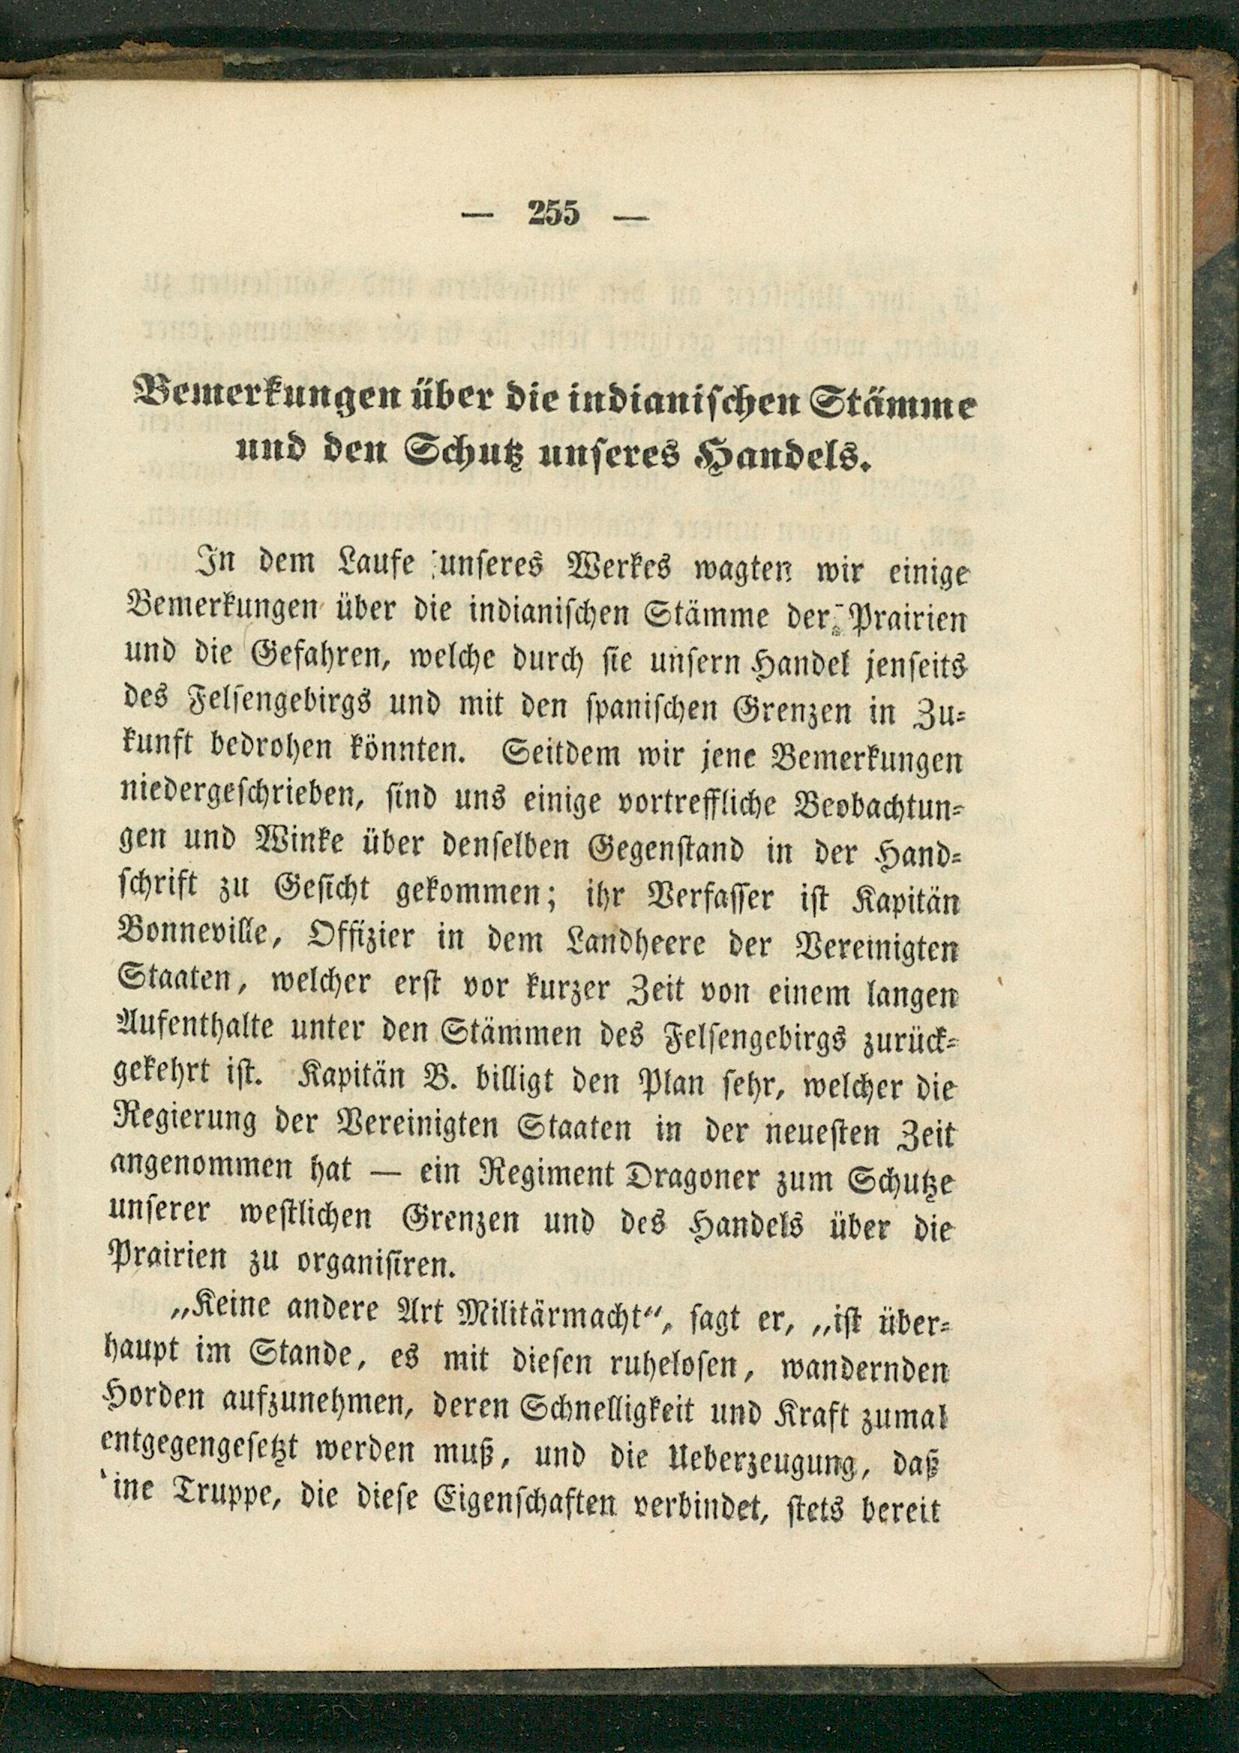 — 255 —
Bemerkungen über die indianischen Stämme
und den Schutz unseres Handels.
In dem Laufe unseres Werkes wagten wir einige
Bemerkungen über die indianischen Stämme der Prairien
und die Gefahren, welche durch sie unsern Handel jenseits
des Felsengebirgs und mit den spanischen Grenzen in Zu-
kunft bedrohen könnten. Seitdem wir jene Bemerkungen
niedergeschrieben, sind uns einige vortreffliche Beobachtun-
gen und Winke über denselben Gegenstand in der Hand-
schrift zu Gesicht gekommen; ihr Verfasser ist Kapitän
Bonneville, Offizier in dem Landheere der Vereinigten
Staaten, welcher erst vor kurzer Zeit von einem langen
Aufenthalte unter den Stämmen des Felsengebirgs zurück-
gekehrt ist. Kapitän B. billigt den Plan sehr, welcher die
Regierung der Vereinigten Staaten in der neuesten Zeit
angenommen hat — ein Regiment Dragoner zum Schutze
unserer westlichen Grenzen und des Handels über die
Prairien zu organisiren.
„Keine andere Art Militärmacht“, sagt er, „ist über-
haupt im Stande, es mit diesen ruhelosen, wandernden
Horden aufzunehmen, deren Schnelligkeit und Kraft zumal
entgegengesetzt werden muß, und die Ueberzeugung, daß
ine Truppe, die diese Eigenschaften verbindet, stets bereit